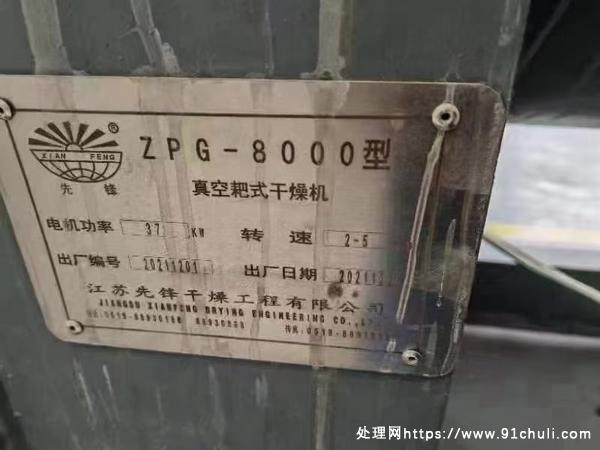 XIAN FENG ®
先锋
ZPG-8000型
真空耙式干燥机
电机功率 37 KW 转速 2-5
出厂编号 20211201 出厂日期 202112
江苏先锋干燥工程有限公司
JIANGSU XIANFENG DRYING ENGINEERING CO.,
处理网https://www.91chuli.com/